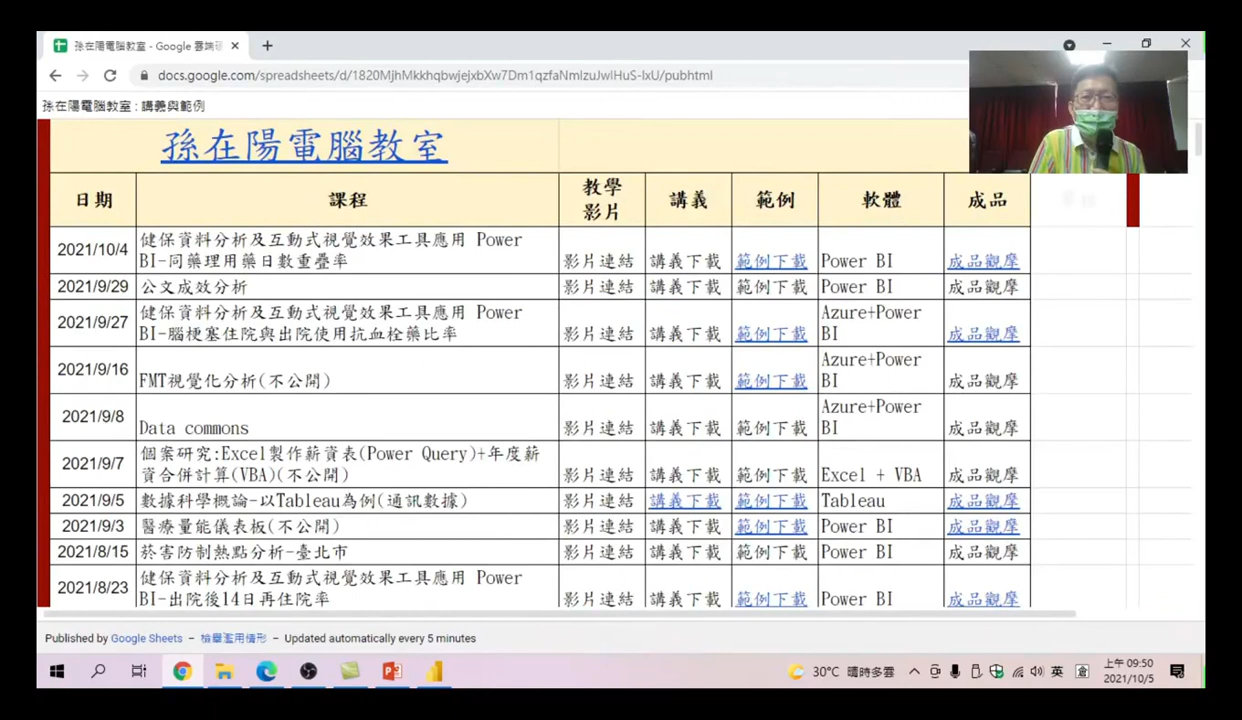 孫在陽電腦教室 - Google 雲端硬
docs.google.com/spreadsheets/d/1820MjhMkkhqbwjejxbXw7Dm1qzfaNmIzuJwIHuS-IxU/pubhtml
孫在陽電腦教室 : 講義與範例
孫在陽電腦教室
日期 課程 教學 影片 講義 範例 軟體 成品
2021/10/4 健保資料分析及互動式視覺效果工具應用 Power
BI-同藥理用藥日數重疊率 影片連結 講義下載 範例下載 Power BI 成品觀摩
2021/9/29 公文成效分析 影片連結 講義下載 範例下載 Power BI 成品觀摩
2021/9/27 健保資料分析及互動式視覺效果工具應用 Power Azure+Power
BI-腦梗塞住院與出院使用抗血栓藥比率 影片連結 講義下載 範例下載 BI 成品觀摩
2021/9/16 Azure+Power
FMT視覺化分析(不公開) 影片連結 講義下載 範例下載 BI 成品觀摩
2021/9/8 Azure+Power
Data commons 影片連結 講義下載 範例下載 BI 成品觀摩
2021/9/7 個案研究:Excel製作薪資表(Power Query)+年度薪
資合併計算(VBA)(不公開) 影片連結 講義下載 範例下載 Excel + VBA 成品觀摩
2021/9/5 數據科學概論-以Tableau為例(通訊數據) 影片連結 講義下載 範例下載 Tableau 成品觀摩
2021/9/3 醫療量能儀表板(不公開) 影片連結 講義下載 範例下載 Power BI 成品觀摩
2021/8/15 菸害防制熱點分析-臺北市 影片連結 講義下載 範例下載 Power BI 成品觀摩
2021/8/23 健保資料分析及互動式視覺效果工具應用 Power
BI-出院後14日再住院率 影片連結 講義下載 範例下載 Power BI 成品觀摩
Published by Google Sheets – 檢舉濫用情形 – Updated automatically every 5 minutes
30°C 晴時多雲 英 倉 上午 09:50
2021/10/5